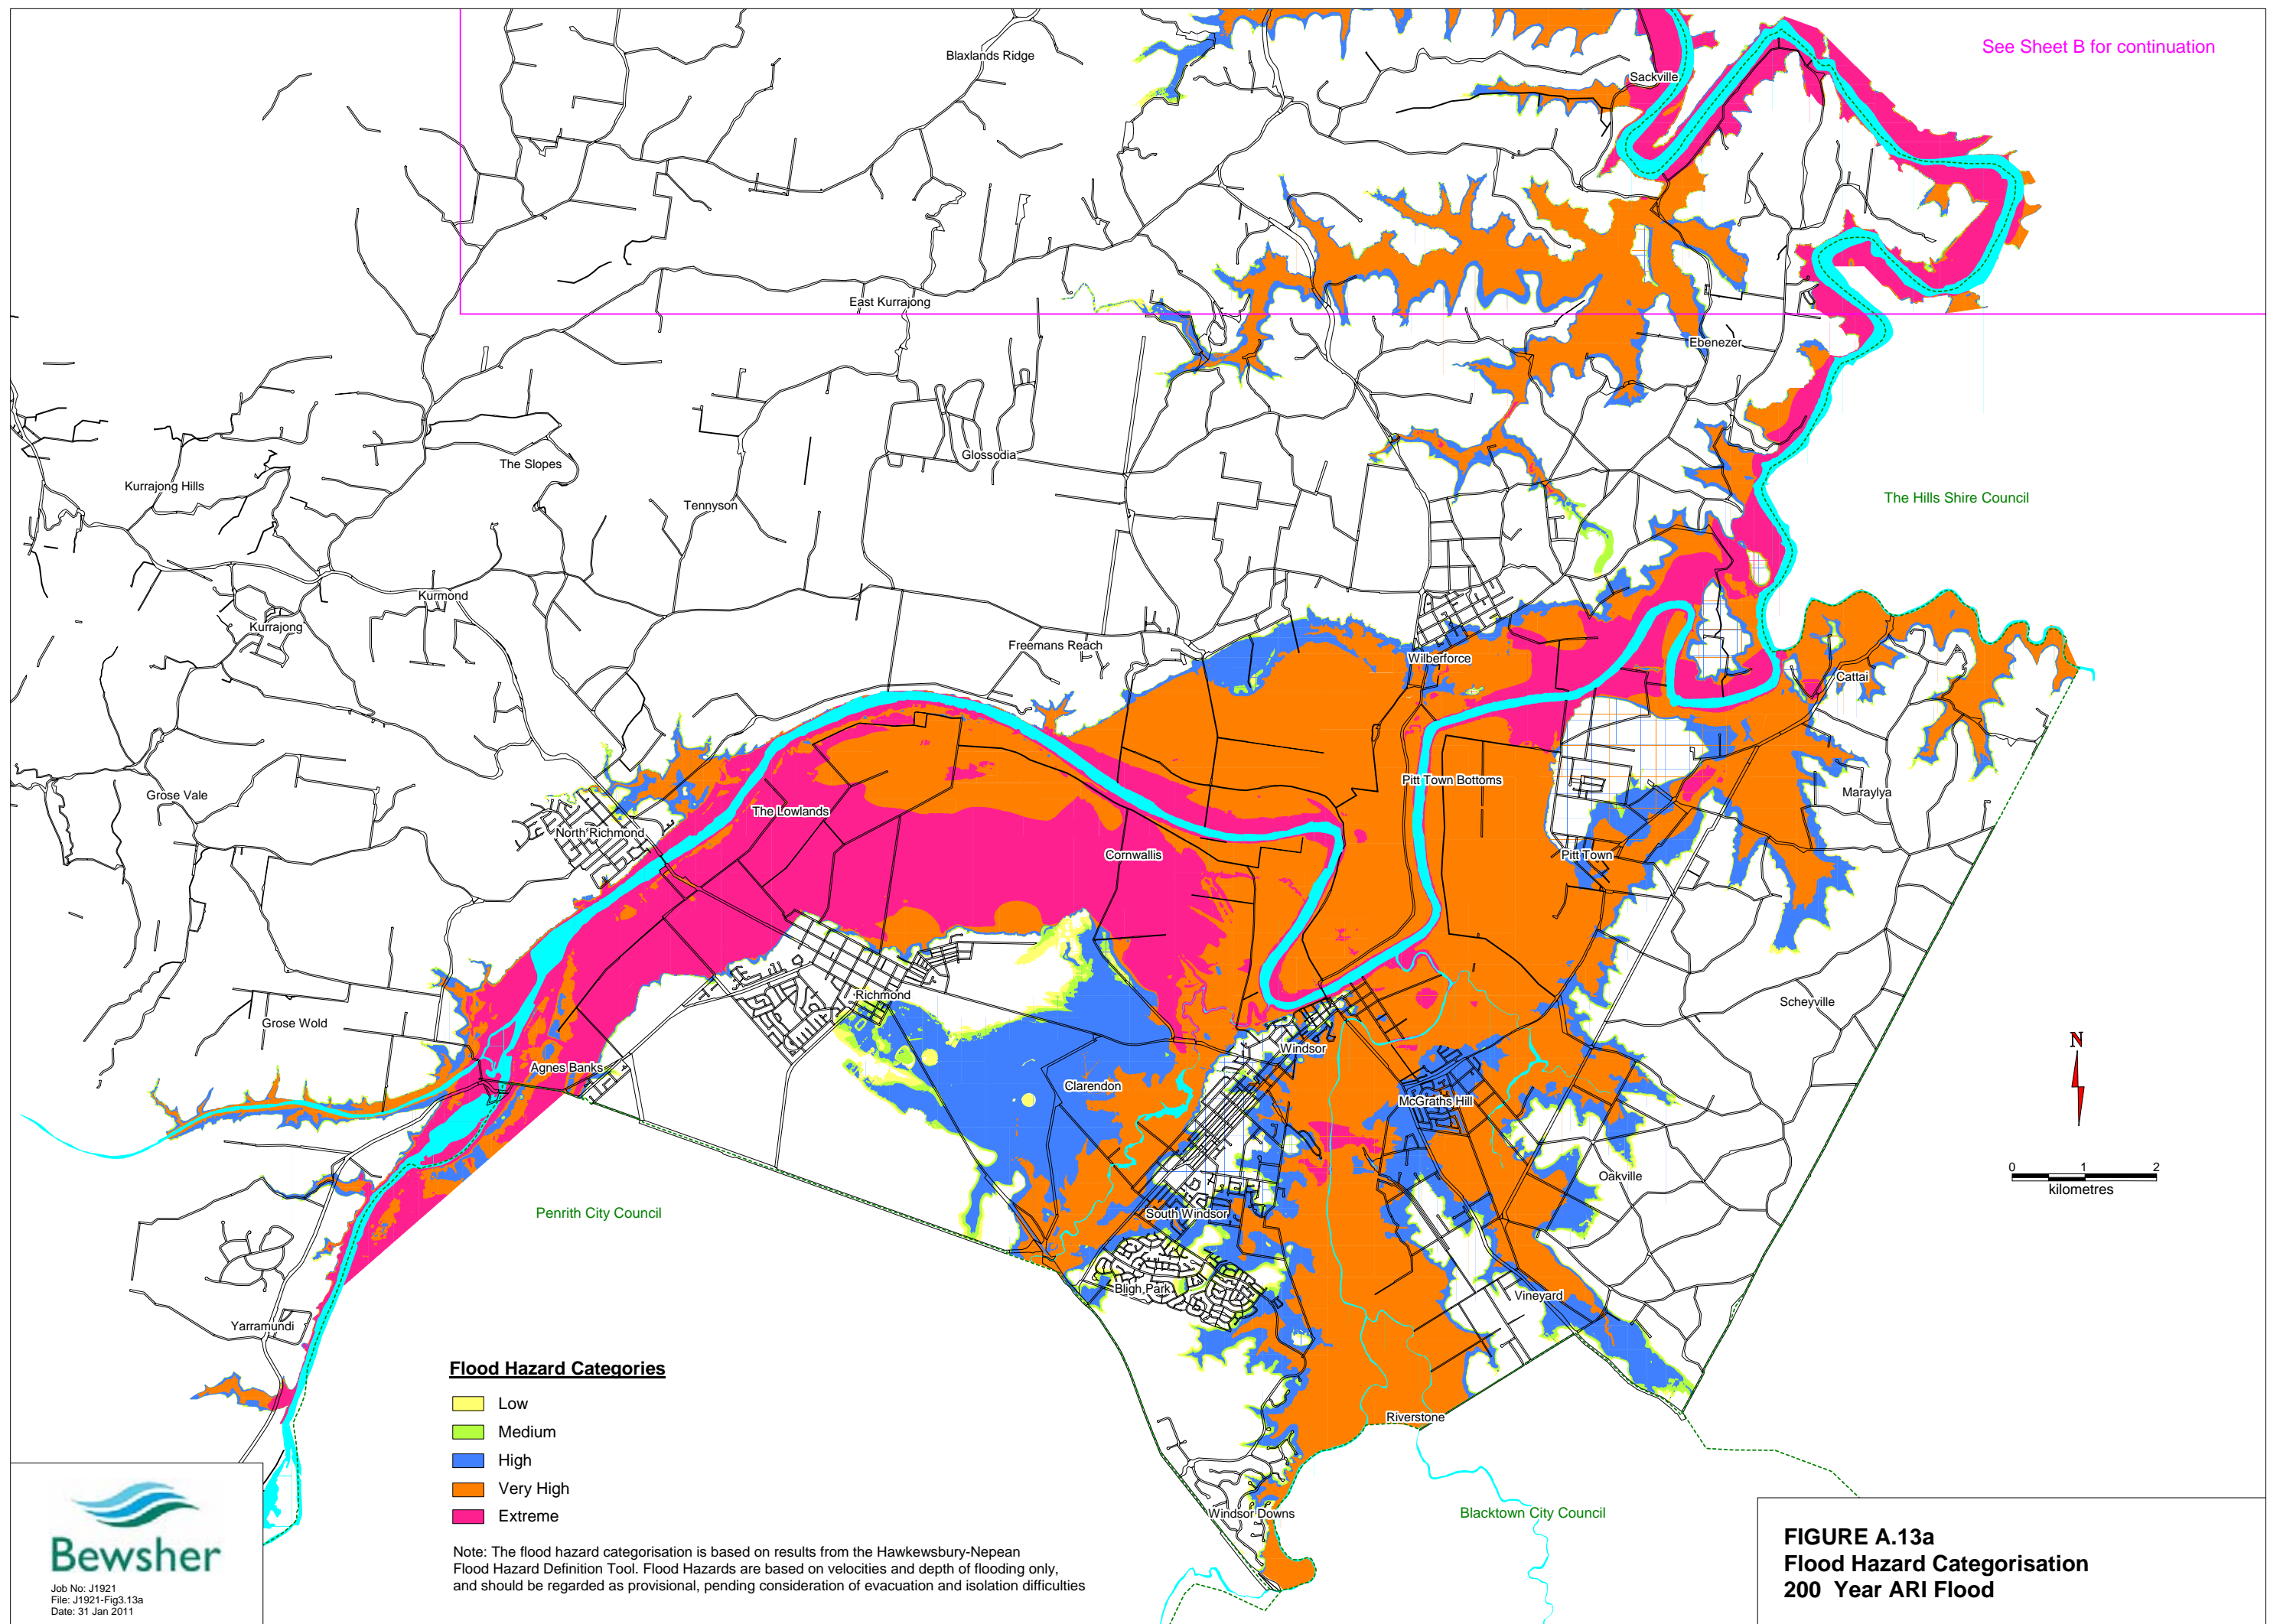 See Sheet B for continuation
Blaxlands Ridge
Sackville
East Kurrajong
Ebenezer
Glossodia
The Slopes
Kurrajong Hills
Tennyson
The Hills Shire Council
Kurmond
Kurrajong
Freemans Reach
Wilberforce
Cattai
Pitt Town Bottoms
Grose Vale
Maraylya
The Lowlands
North Richmond
Cornwallis
Pitt Town
Richmond
Scheyville
Grose Wold
N
Windsor
Agnes Banks
Clarendon
McGraths Hill
0 1 2
kilometres
Oakville
Penrith City Council
South Windsor
Bligh Park
Vineyard
Yarramundi
Flood Hazard Categories
Low
Medium
High
Very High
Extreme
Riverstone
Windsor Downs
Blacktown City Council
Note: The flood hazard categorisation is based on results from the Hawkewsbury-Nepean
Flood Hazard Definition Tool. Flood Hazards are based on velocities and depth of flooding only,
and should be regarded as provisional, pending consideration of evacuation and isolation difficulties
Bewsher
Job No: J1921
File: J1921-Fig3.13a
Date: 31 Jan 2011
FIGURE A.13a
Flood Hazard Categorisation
200 Year ARI Flood